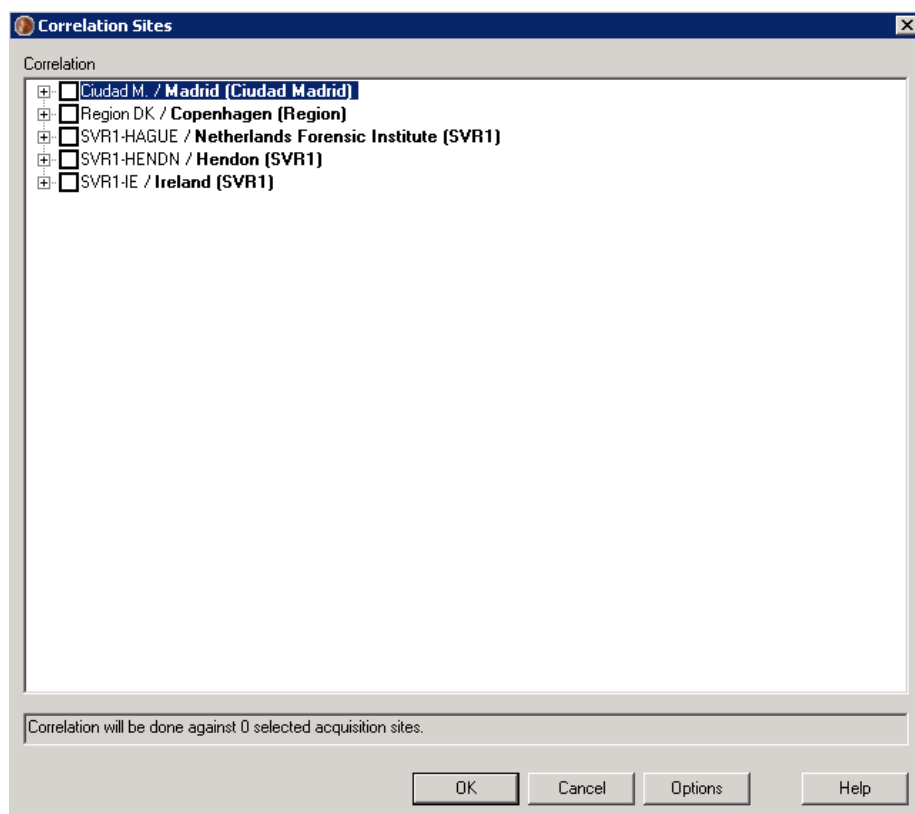 Correlation Sites
Correlation
Ciudad M. / Madrid (Ciudad Madrid)
Region DK / Copenhagen (Region)
SVR1-HAGUE / Netherlands Forensic Institute (SVR1)
SVR1-HENDN / Hendon (SVR1)
SVR1-IE / Ireland (SVR1)
Correlation will be done against 0 selected acquisition sites.
OK Cancel Options Help